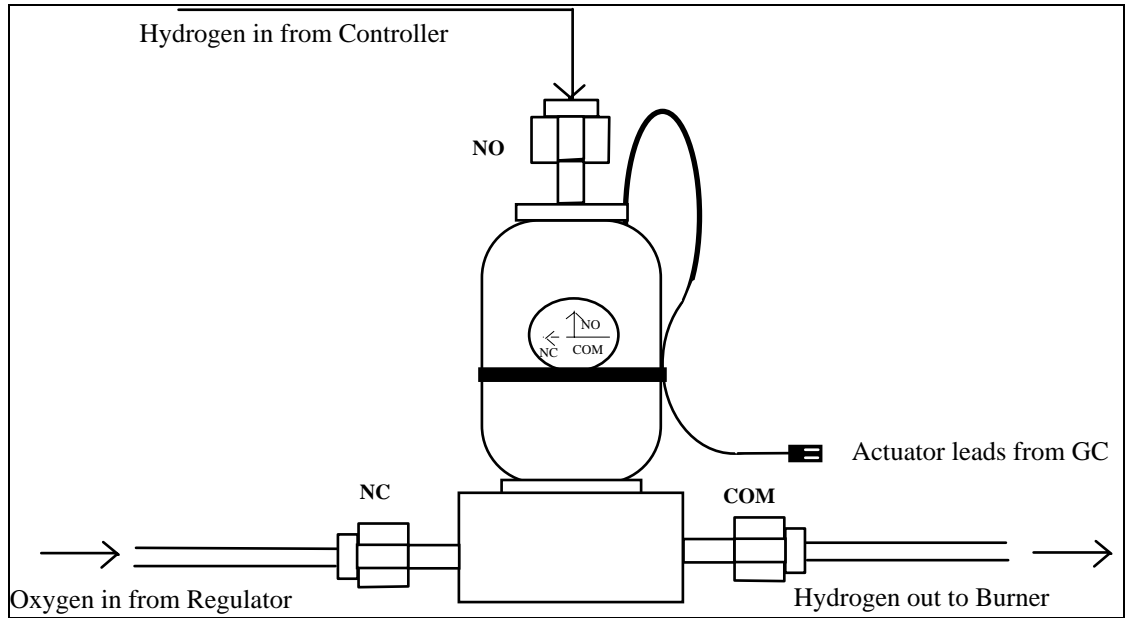 Hydrogen in from Controller
NO
NO
NC
COM
Actuator leads from GC
NC
COM
Oxygen in from Regulator
Hydrogen out to Burner